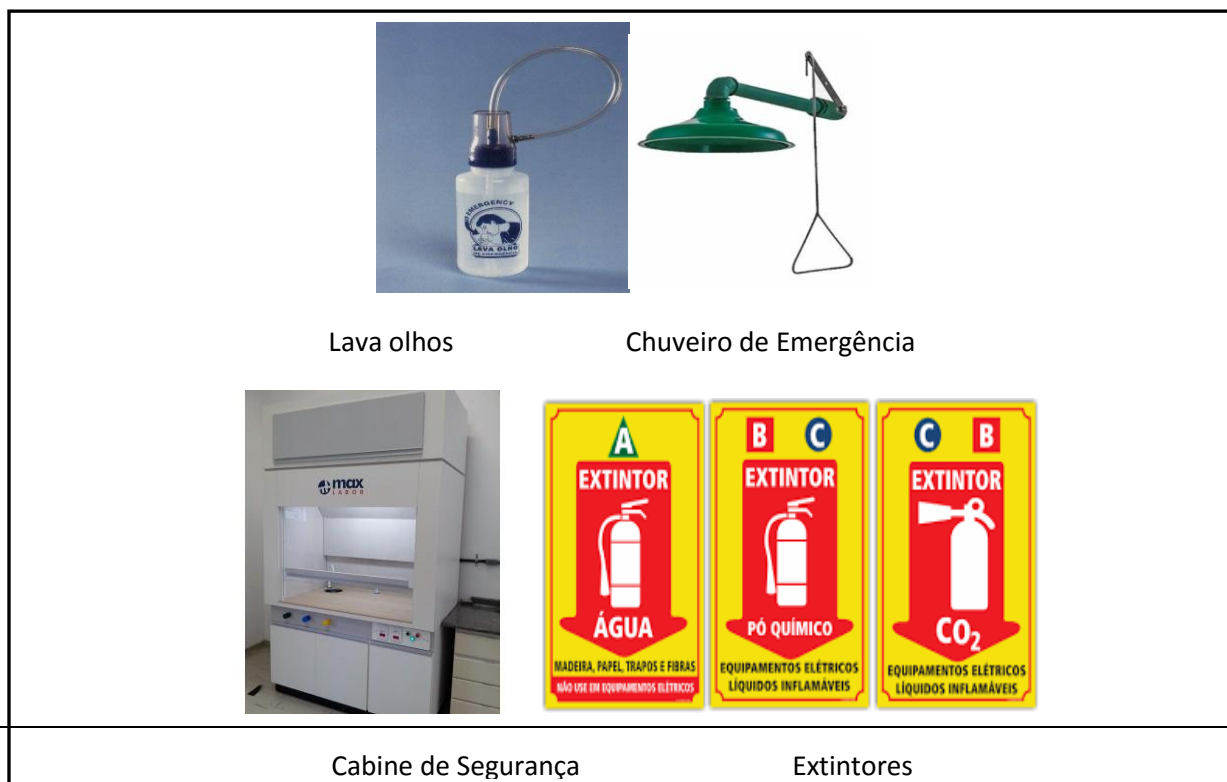 EMERGENCY
LAVA OLHO
DE EMERGÊNCIA
Lava olhos
Chuveiro de Emergência
max
LABOR
A
EXTINTOR
ÁGUA
MADEIRA, PAPEL, TRAPOS E FIBRAS
NÃO USE EM EQUIPAMENTOS ELÉTRICOS
B C
EXTINTOR
PÓ QUÍMICO
EQUIPAMENTOS ELÉTRICOS
LÍQUIDOS INFLAMÁVEIS
C B
EXTINTOR
CO₂
EQUIPAMENTOS ELÉTRICOS
LÍQUIDOS INFLAMÁVEIS
Cabine de Segurança
Extintores